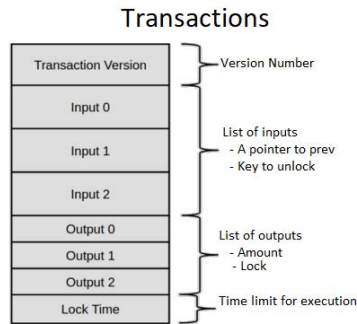 Transactions
Transaction Version
Version Number
Input 0
Input 1
Input 2
List of inputs
- A pointer to prev
- Key to unlock
Output 0
Output 1
Output 2
List of outputs
- Amount
- Lock
Lock Time
Time limit for execution